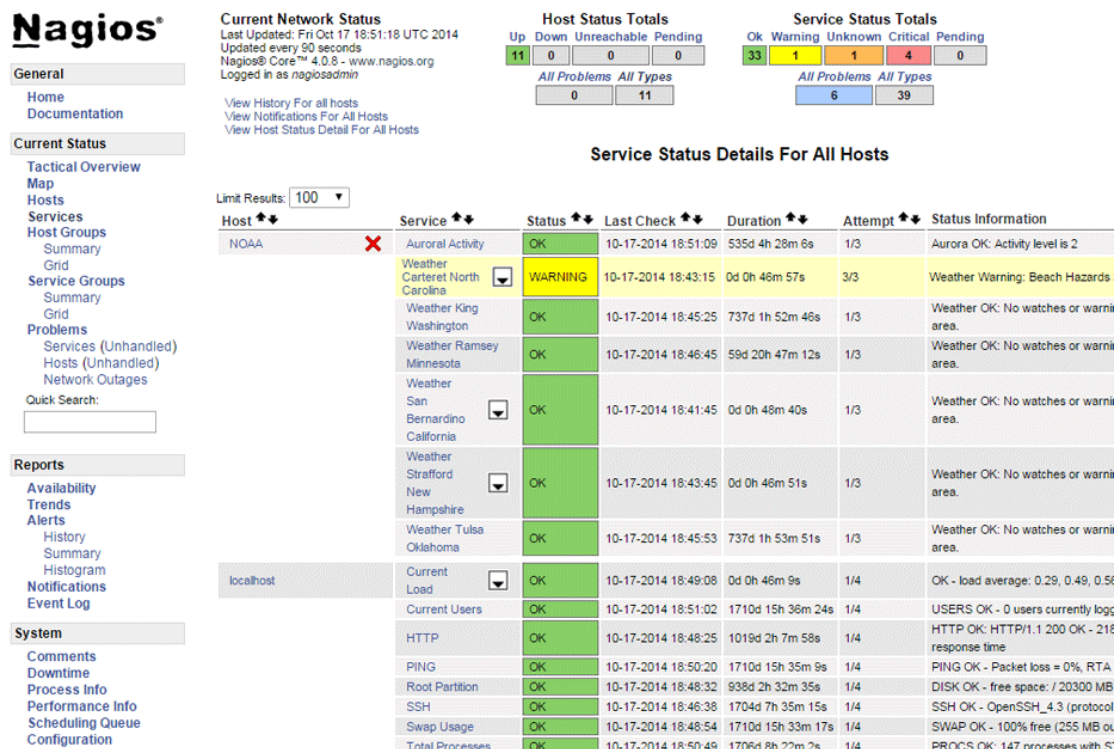 Nagios®
General
Home
Documentation
Current Status
Tactical Overview
Map
Hosts
Services
Host Groups
Summary
Grid
Service Groups
Summary
Grid
Problems
Services (Unhandled)
Hosts (Unhandled)
Network Outages
Quick Search:
Reports
Availability
Trends
Alerts
History
Summary
Histogram
Notifications
Event Log
System
Comments
Downtime
Process Info
Performance Info
Scheduling Queue
Configuration
Current Network Status
Last Updated: Fri Oct 17 18:51:18 UTC 2014
Updated every 90 seconds
Nagios® Core™ 4.0.8 - www.nagios.org
Logged in as nagiosadmin
View History For all hosts
View Notifications For All Hosts
View Host Status Detail For All Hosts
Host Status Totals
Up Down Unreachable Pending
11 0 0 0
All Problems All Types
0 11
Service Status Totals
Ok Warning Unknown Critical Pending
33 1 1 4 0
All Problems All Types
6 39
Service Status Details For All Hosts
Limit Results: 100
Host Service Status Last Check Duration Attempt Status Information
NOAA Auroral Activity OK 10-17-2014 18:51:09 535d 4h 28m 6s 1/3 Aurora OK: Activity level is 2
Weather
Carteret North
Carolina
WARNING 10-17-2014 18:43:15 0d 0h 46m 57s 3/3 Weather Warning: Beach Hazards
Weather King
Washington
OK 10-17-2014 18:45:25 737d 1h 52m 46s 1/3 Weather OK: No watches or warni
area.
Weather Ramsey
Minnesota
OK 10-17-2014 18:46:45 59d 20h 47m 12s 1/3 Weather OK: No watches or warni
area.
Weather
San
Bernardino
California
OK 10-17-2014 18:41:45 0d 0h 48m 40s 1/3 Weather OK: No watches or warni
area.
Weather
Strafford
New
Hampshire
OK 10-17-2014 18:43:45 0d 0h 46m 51s 1/3 Weather OK: No watches or warni
area.
Weather Tulsa
Oklahoma
OK 10-17-2014 18:45:53 737d 1h 53m 51s 1/3 Weather OK: No watches or warni
area.
localhost Current
Load
OK 10-17-2014 18:49:08 0d 0h 46m 9s 1/4 OK - load average: 0.29, 0.49, 0.56
Current Users OK 10-17-2014 18:51:02 1710d 15h 36m 24s 1/4 USERS OK - 0 users currently logg
HTTP OK 10-17-2014 18:48:25 1019d 2h 7m 58s 1/4 HTTP OK: HTTP/1.1 200 OK - 218
response time
PING OK 10-17-2014 18:50:20 1710d 15h 35m 9s 1/4 PING OK - Packet loss = 0%, RTA
Root Partition OK 10-17-2014 18:48:32 938d 2h 32m 35s 1/4 DISK OK - free space: / 20300 MB
SSH OK 10-17-2014 18:46:38 1704d 7h 35m 15s 1/4 SSH OK - OpenSSH_4.3 (protocol
Swap Usage OK 10-17-2014 18:48:54 1710d 15h 33m 17s 1/4 SWAP OK - 100% free (255 MB ou
Total Processes OK 10-17-2014 18:50:49 1706d 8h 22m 2s 1/4 PROCS OK: 147 processes with S